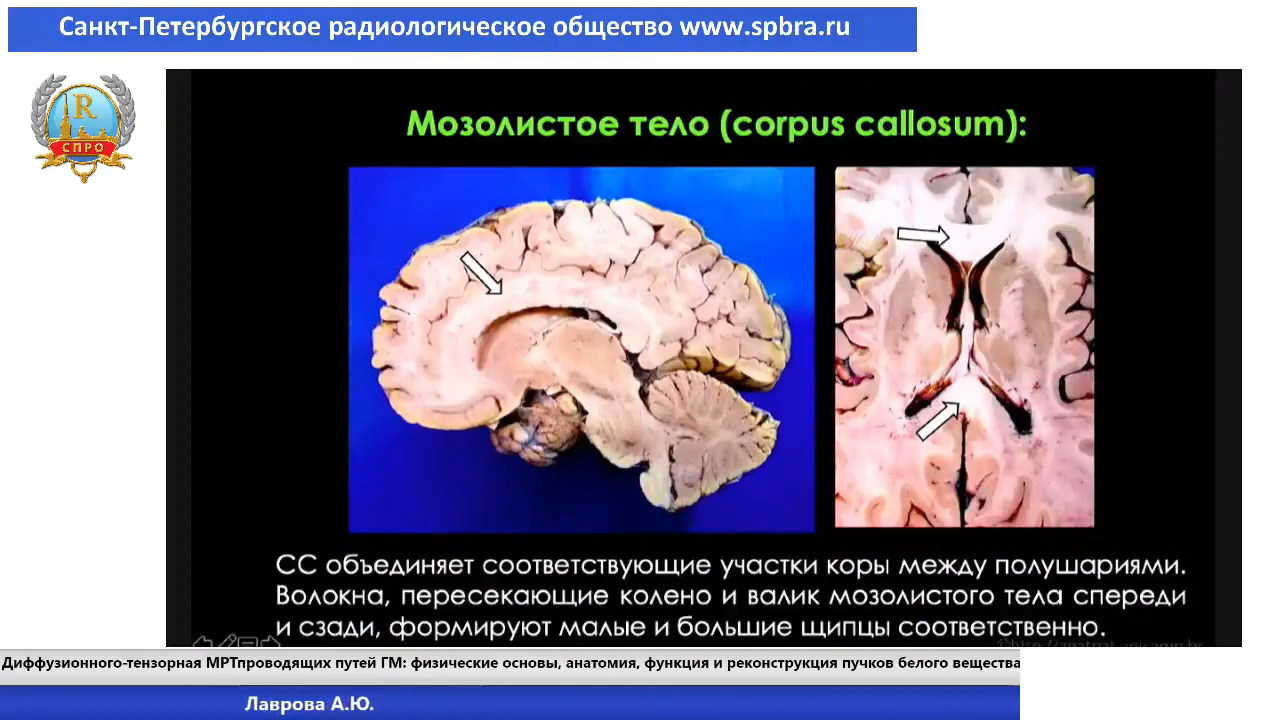 Санкт-Петербургское радиологическое общество www.spbra.ru
R
СПРО
Мозолистое тело (corpus callosum):
СС объединяет соответствующие участки коры между полушариями.
Волокна, пересекающие колено и валик мозолистого тела спереди
и сзади, формируют малые и большие щипцы соответственно.
Диффузионного-тензорная МРТпроводящих путей ГМ: физические основы, анатомия, функция и реконструкция пучков белого вещества
Лаврова А.Ю.